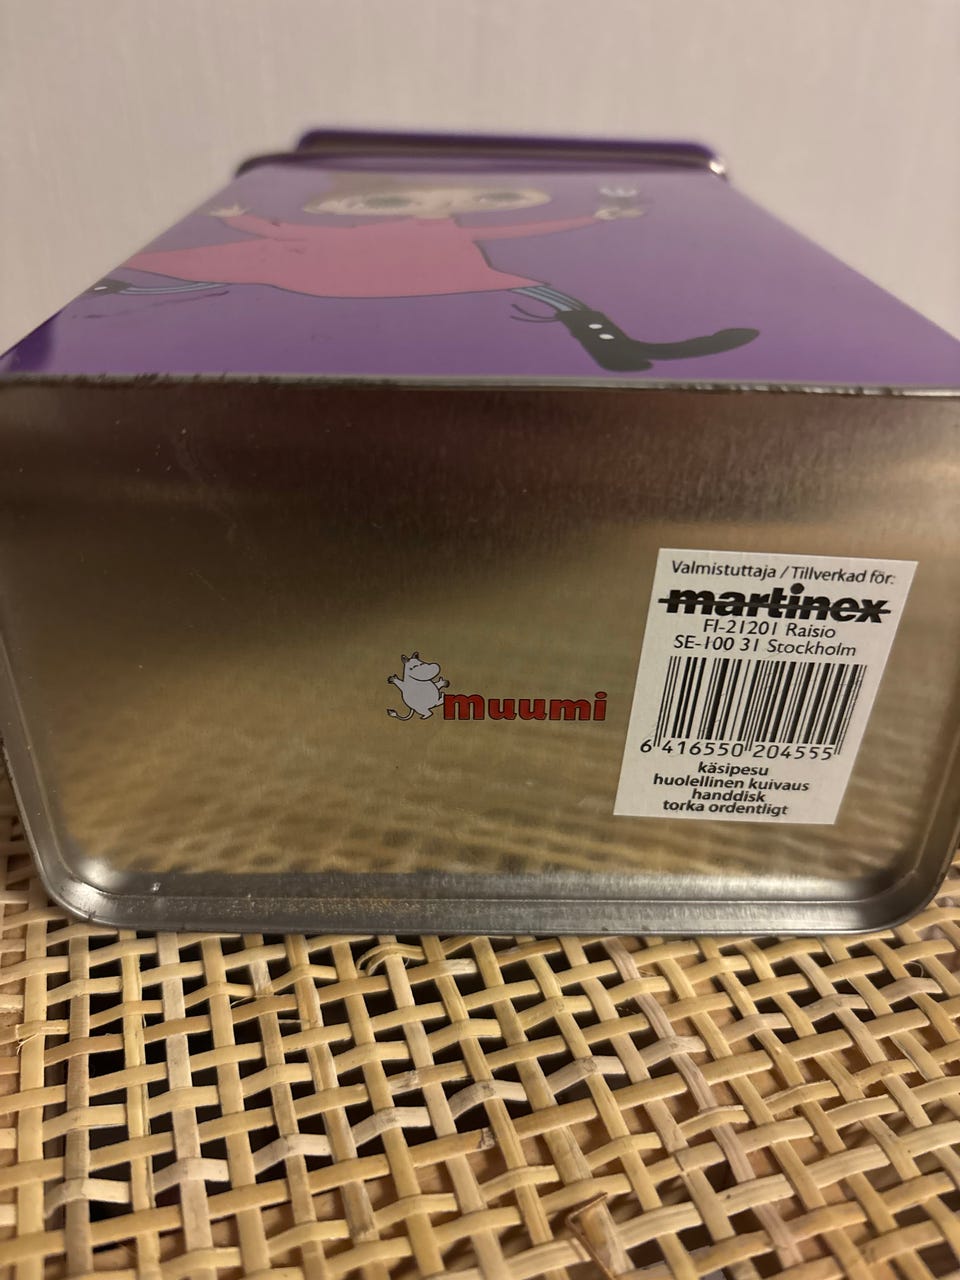 Valmistuttaja / Tillverkad för:
martinex
FI-21201 Raisio
SE-100 31 Stockholm
6 416550 204555
käsipesu
huolellinen kuivaus
handdisk
torka ordentligt
muumi